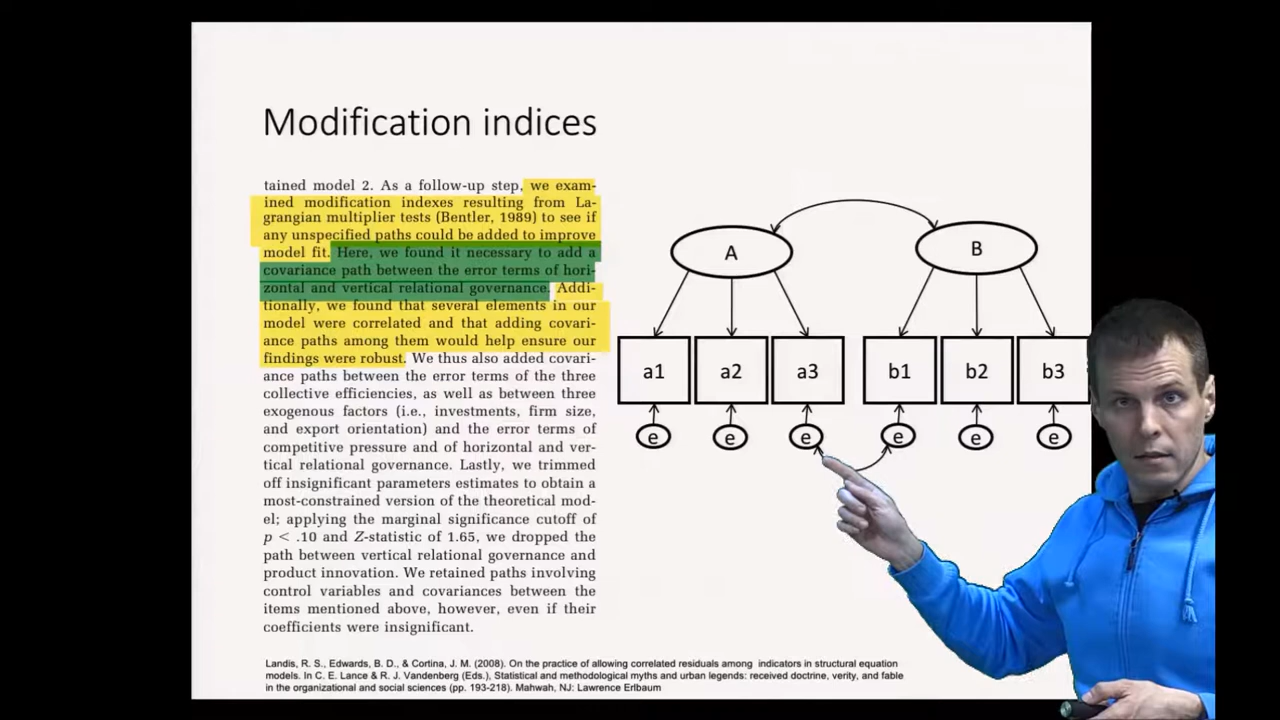 Modification indices
tained model 2. As a follow-up step, we exam-
ined modification indexes resulting from La-
grangian multiplier tests (Bentler, 1989) to see if
any unspecified paths could be added to improve
model fit. Here, we found it necessary to add a
covariance path between the error terms of hori-
zontal and vertical relational governance. Addi-
tionally, we found that several elements in our
model were correlated and that adding covari-
ance paths among them would help ensure our
findings were robust. We thus also added covari-
ance paths between the error terms of the three
collective efficiencies, as well as between three
exogenous factors (i.e., investments, firm size,
and export orientation) and the error terms of
competitive pressure and of horizontal and ver-
tical relational governance. Lastly, we trimmed
off insignificant parameters estimates to obtain a
most-constrained version of the theoretical mod-
el; applying the marginal significance cutoff of
p < .10 and Z-statistic of 1.65, we dropped the
path between vertical relational governance and
product innovation. We retained paths involving
control variables and covariances between the
items mentioned above, however, even if their
coefficients were insignificant.
A B
a1 a2 a3 b1 b2 b3
e e e e e e
Landis, R. S., Edwards, B. D., & Cortina, J. M. (2008). On the practice of allowing correlated residuals among indicators in structural equation
models. In C. E. Lance & R. J. Vandenberg (Eds.), Statistical and methodological myths and urban legends: received doctrine, verity, and fable
in the organizational and social sciences (pp. 193-218). Mahwah, NJ: Lawrence Erlbaum